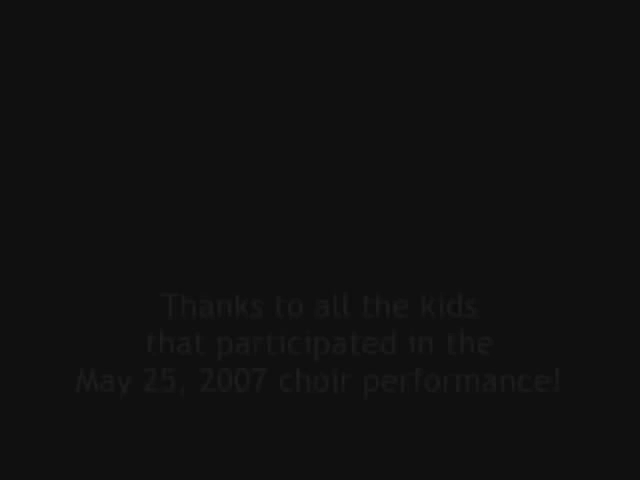 Thanks to all the kids
that participated in the
May 25, 2007 choir performance!